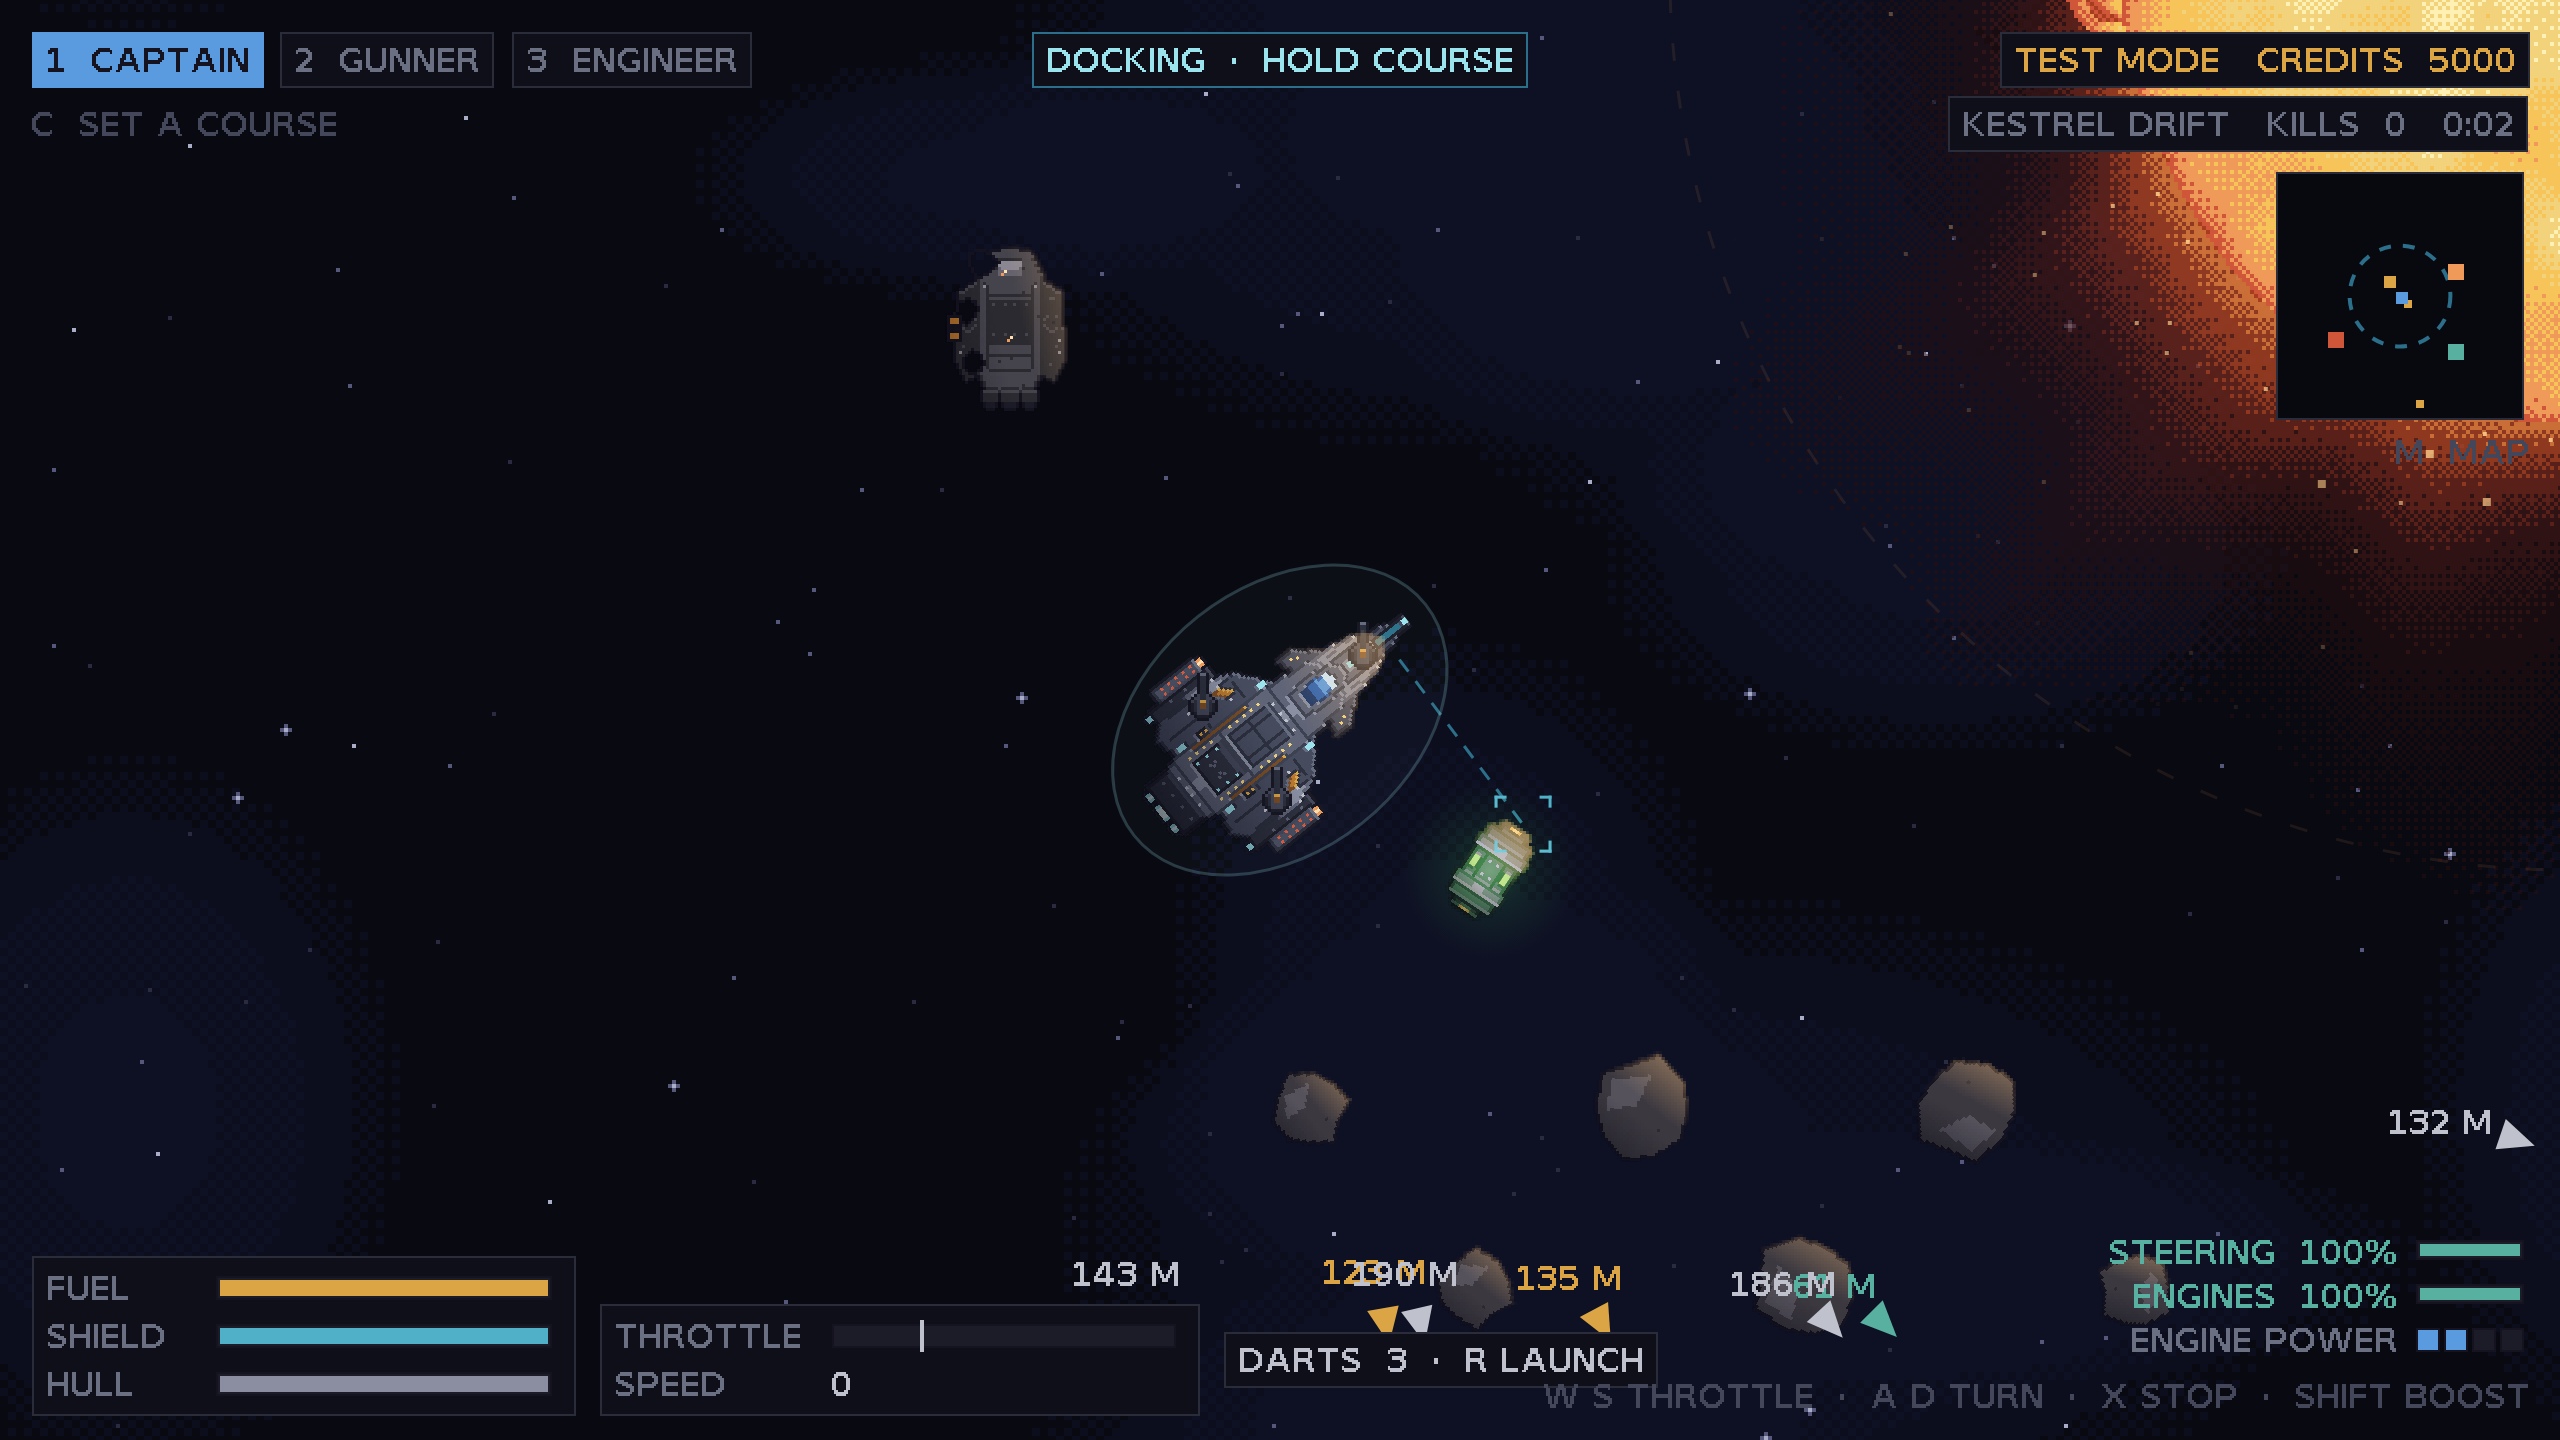 1 CAPTAIN
2 GUNNER
3 ENGINEER
DOCKING · HOLD COURSE
TEST MODE CREDITS 5000
C SET A COURSE
KESTREL DRIFT KILLS 0 0:02
M MAP
132 M
143 M
190 M
135 M
186 M
STEERING 100%
ENGINES 100%
ENGINE POWER
FUEL
SHIELD
HULL
THROTTLE
SPEED 0
DARTS 3 · R LAUNCH
W S THROTTLE · A D TURN · X STOP · SHIFT BOOST